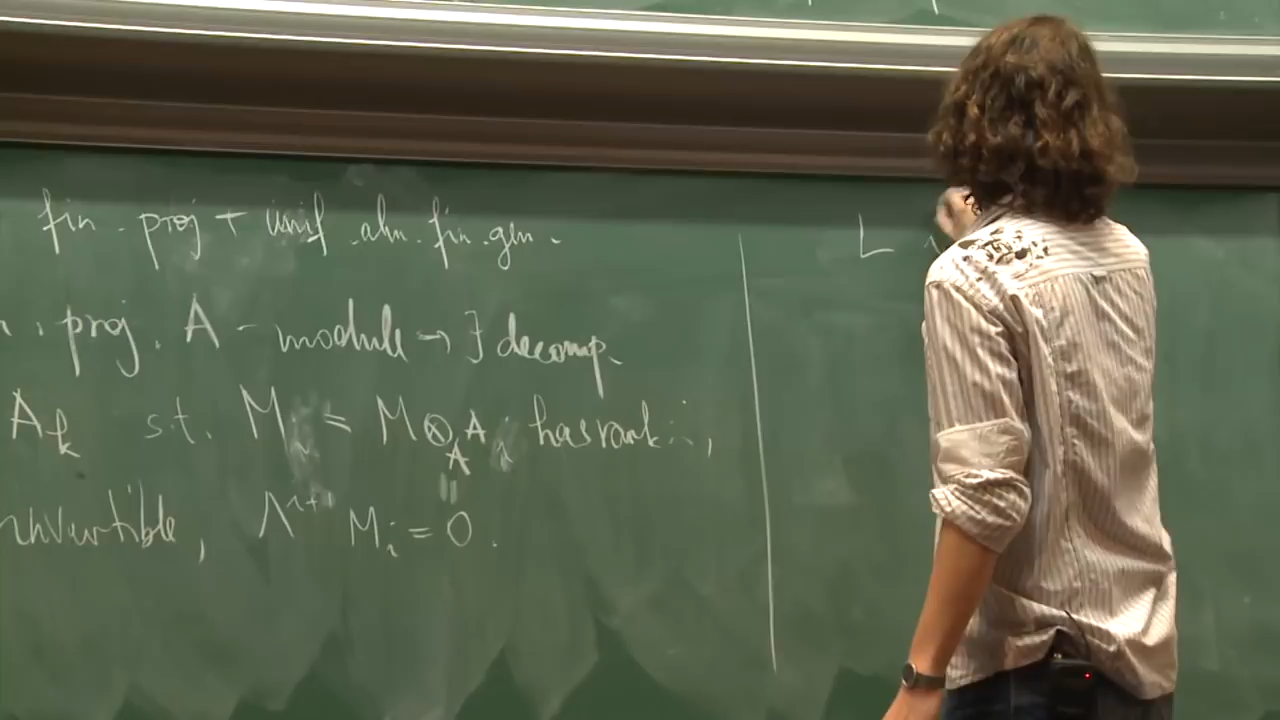 fin. proj + unif. alm. fin. gen.
proj. A-module → ∃ decomp.
A_k s.t. M_i = M ⊗_A A_i has rank i,
invertible, Λ^{i+1} M_i = 0.
L